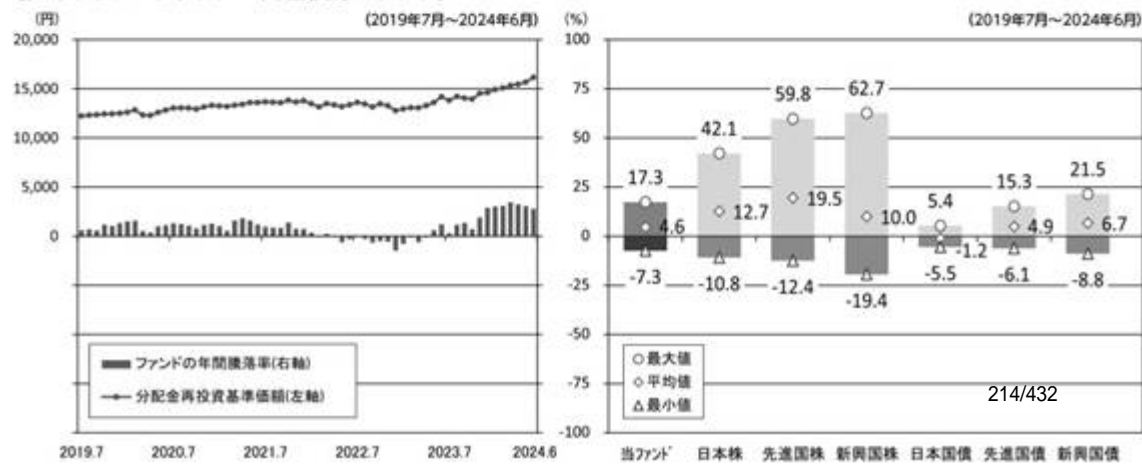 (円)
(2019年7月～2024年6月)
20,000
15,000
10,000
5,000
0
ファンドの年間騰落率(右軸)
分配金再投資基準価額(左軸)
2019.7 2020.7 2021.7 2022.7 2023.7 2024.6
(%)
(2019年7月～2024年6月)
100
75
50
25
0
-25
-50
-75
-100
17.3 42.1 59.8 62.7 5.4 15.3 21.5
4.6 12.7 19.5 10.0 -1.2 4.9 6.7
-7.3 -10.8 -12.4 -19.4 -5.5 -6.1 -8.8
最大値
平均値
最小値
214/432
当ファンド 日本株 先進国株 新興国株 日本国債 先進国債 新興国債